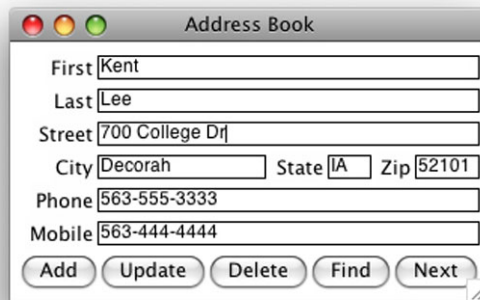 Address Book
First Kent
Last Lee
Street 700 College Dr
City Decorah State IA Zip 52101
Phone 563-555-3333
Mobile 563-444-4444
Add Update Delete Find Next